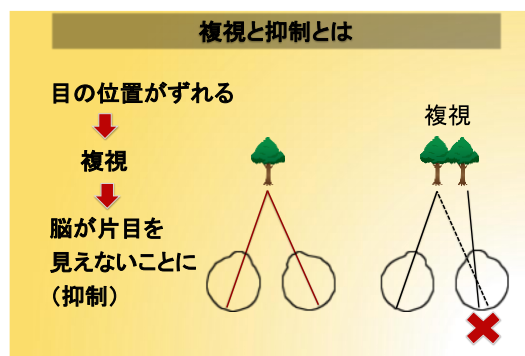 複視と抑制とは
目の位置がずれる
複視
脳が片目を
見えないことに
（抑制）
複視